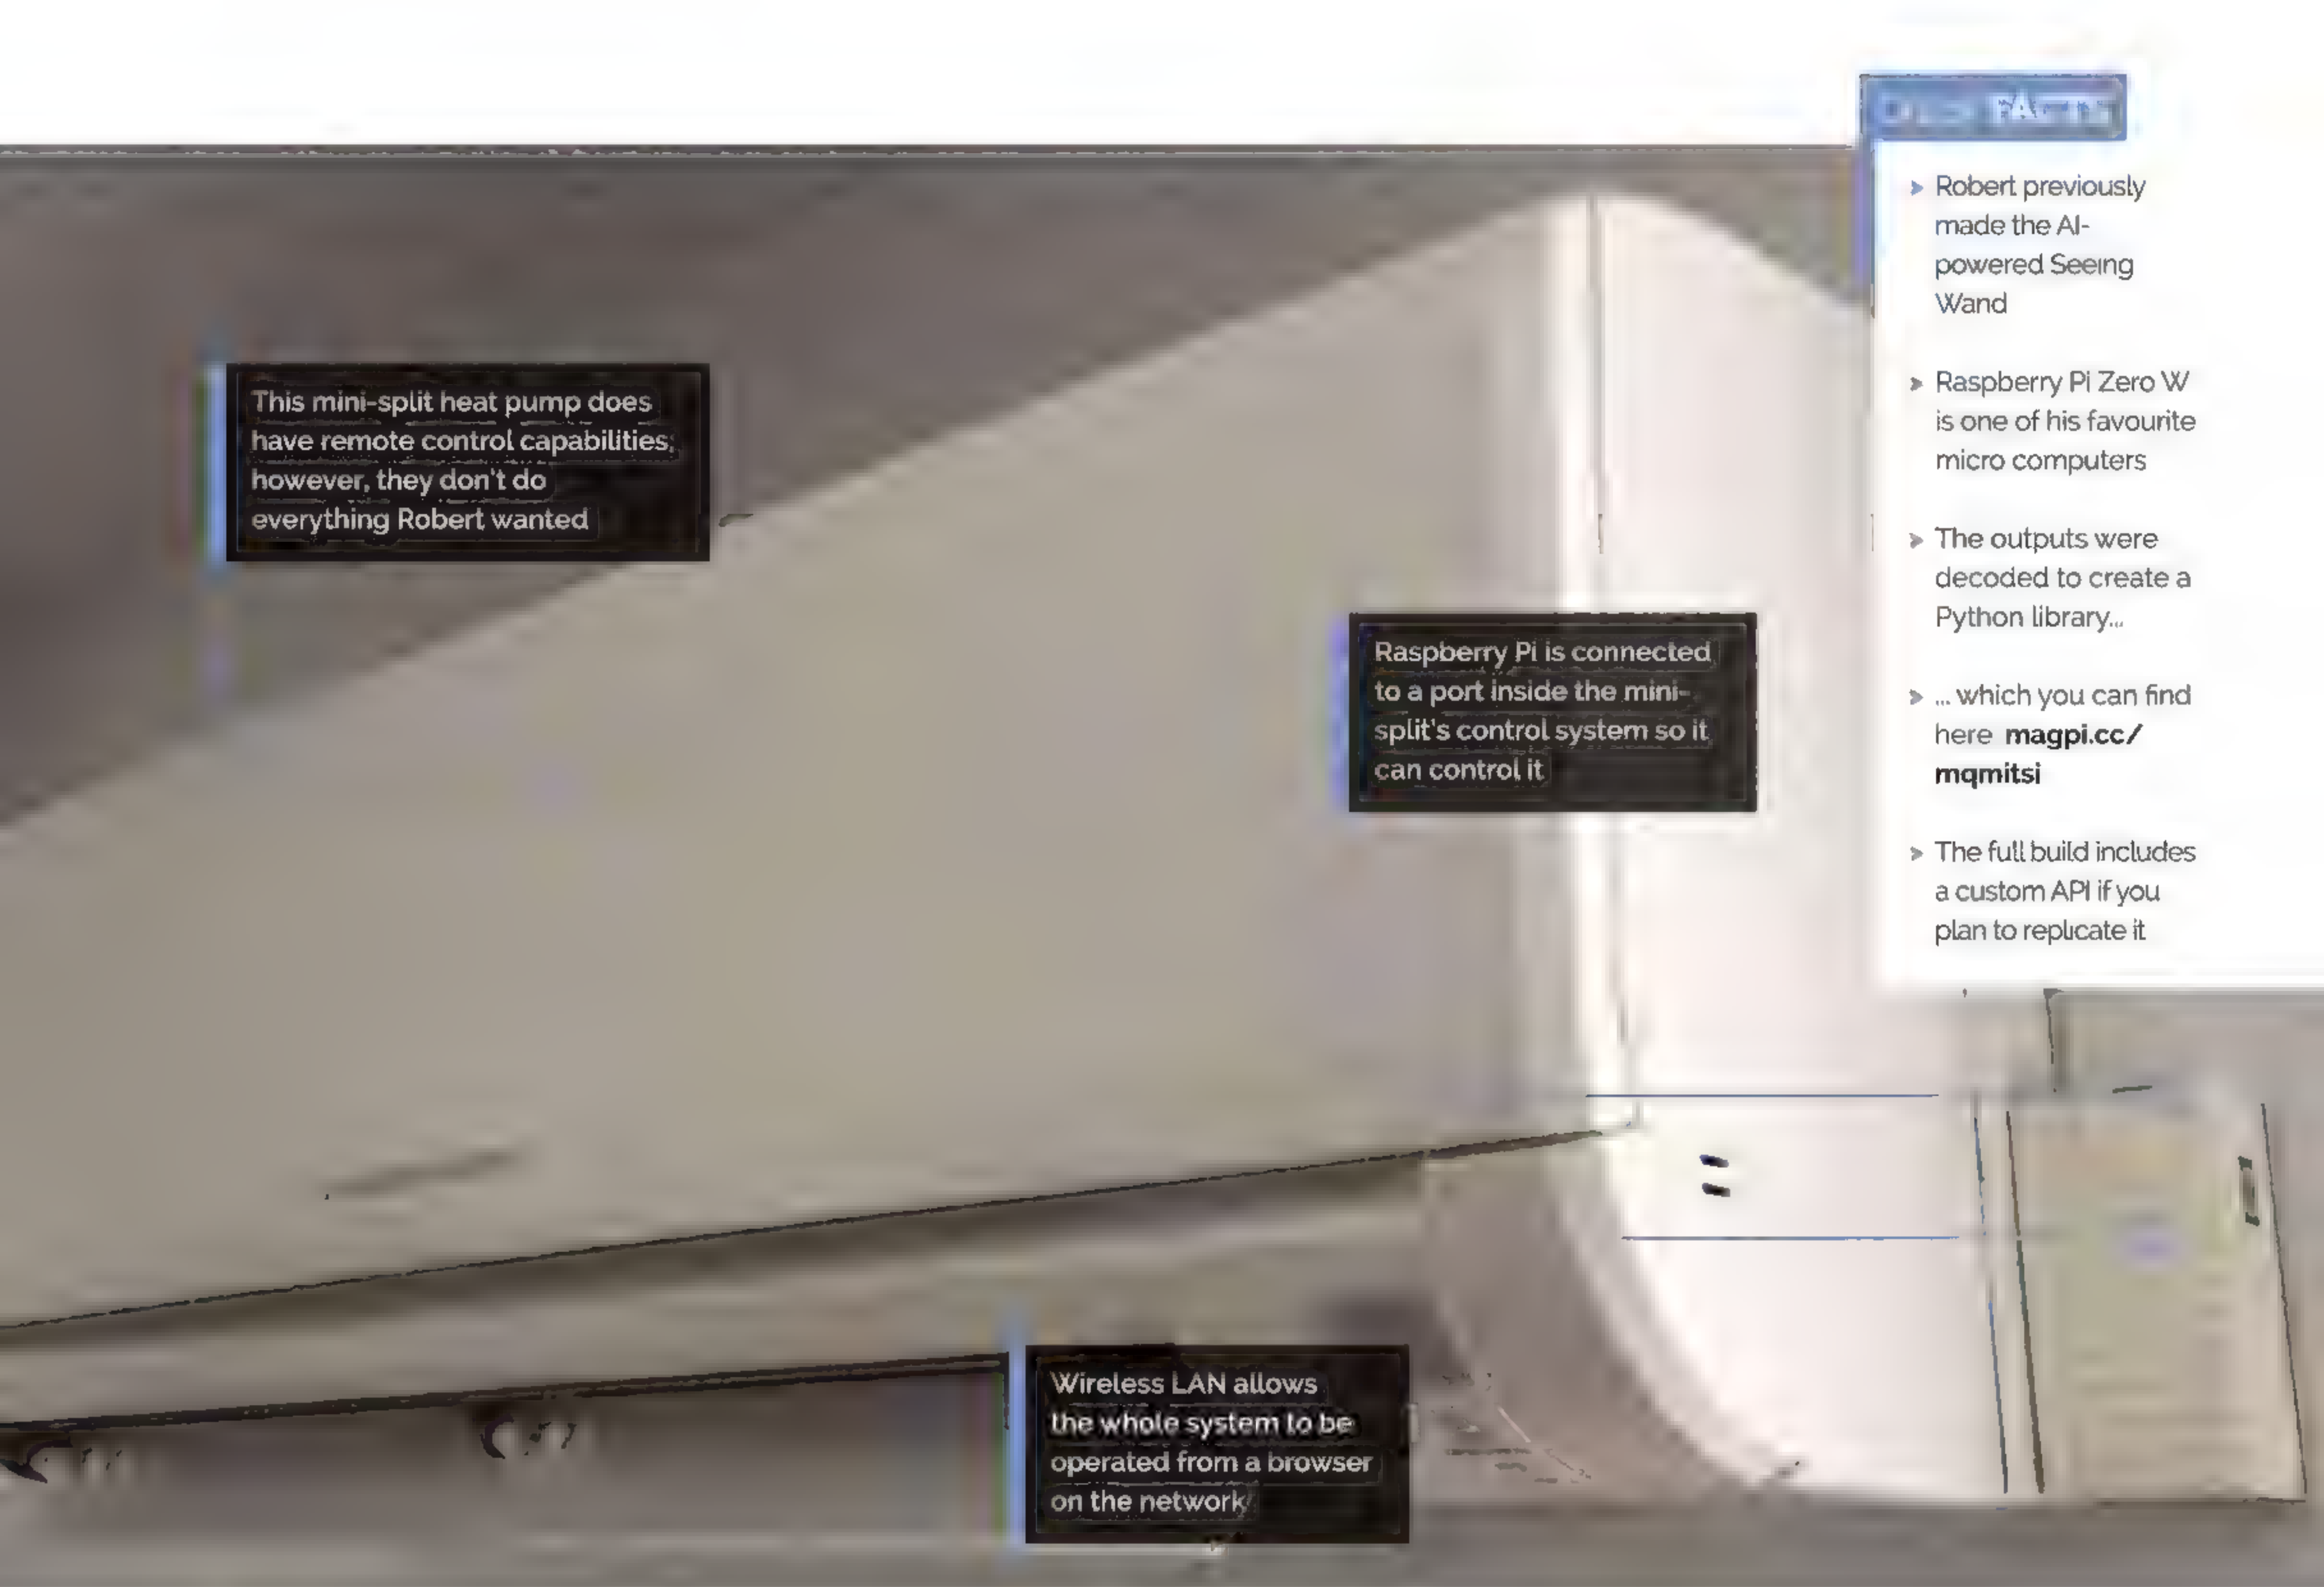 This mini-split heat pump does
have remote control capabilities;
however, they don't do
everything Robert wanted
Raspberry Pi is connected
to a port inside the mini-
split's control system so it
can control it
Wireless LAN allows
the whole system to be
operated from a browser
on the network
> Robert previously
made the AI-
powered Seeing
Wand
> Raspberry Pi Zero W
is one of his favourite
micro computers
> The outputs were
decoded to create a
Python library...
> ... which you can find
here magpi.cc/
mqmitsi
> The full build includes
a custom API if you
plan to replicate it